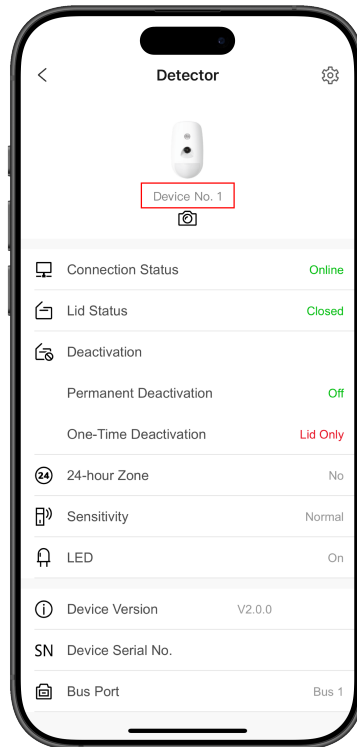 Detector
Device No. 1
Connection Status Online
Lid Status Closed
Deactivation
Permanent Deactivation Off
One-Time Deactivation Lid Only
24 24-hour Zone No
Sensitivity Normal
LED On
Device Version V2.0.0
SN Device Serial No.
Bus Port Bus 1